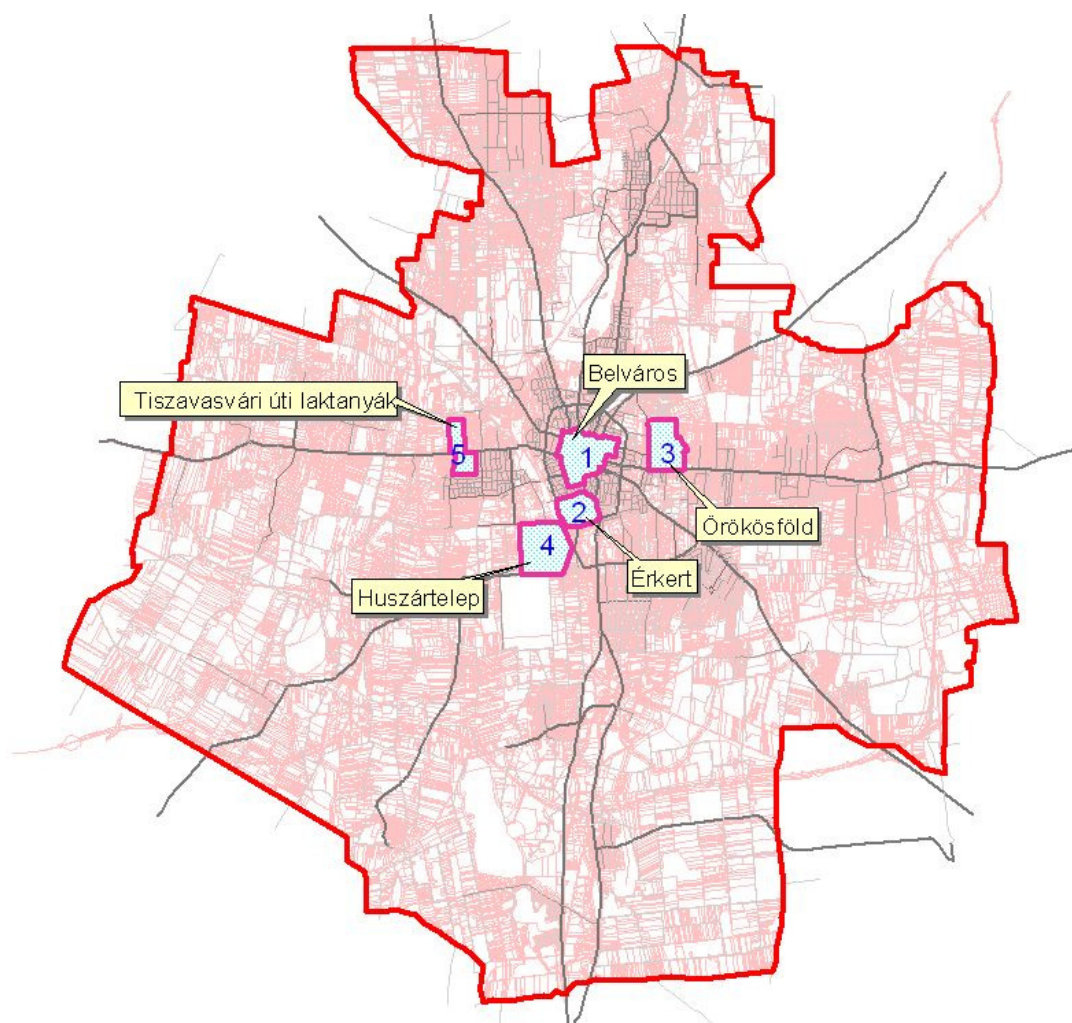 Belváros
Tiszavasvári úti laktanyák
5
1
3
2
Örökösföld
4
Érkert
Huszártelep